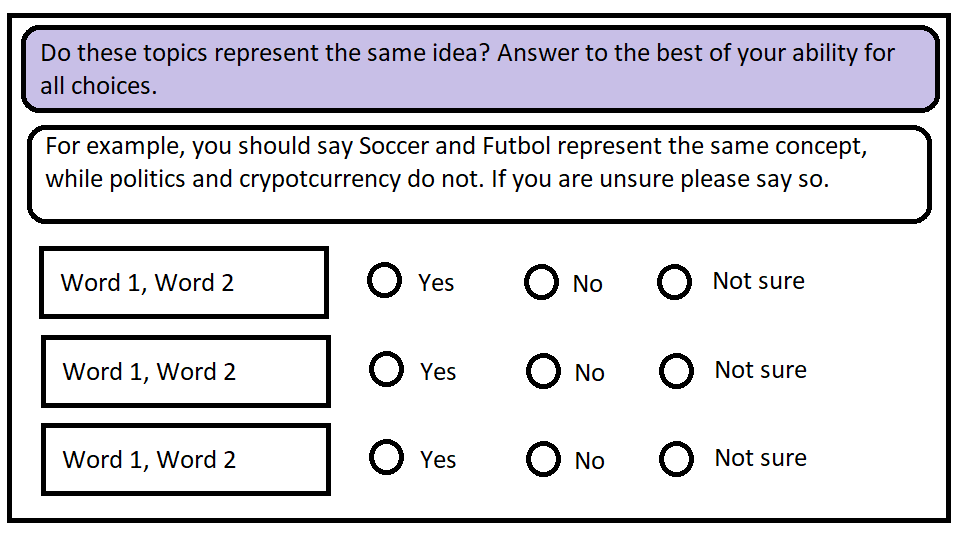 Do these topics represent the same idea? Answer to the best of your ability for
all choices.
For example, you should say Soccer and Futbol represent the same concept,
while politics and crypotcurrency do not. If you are unsure please say so.
Word 1, Word 2 Yes No Not sure
Word 1, Word 2 Yes No Not sure
Word 1, Word 2 Yes No Not sure